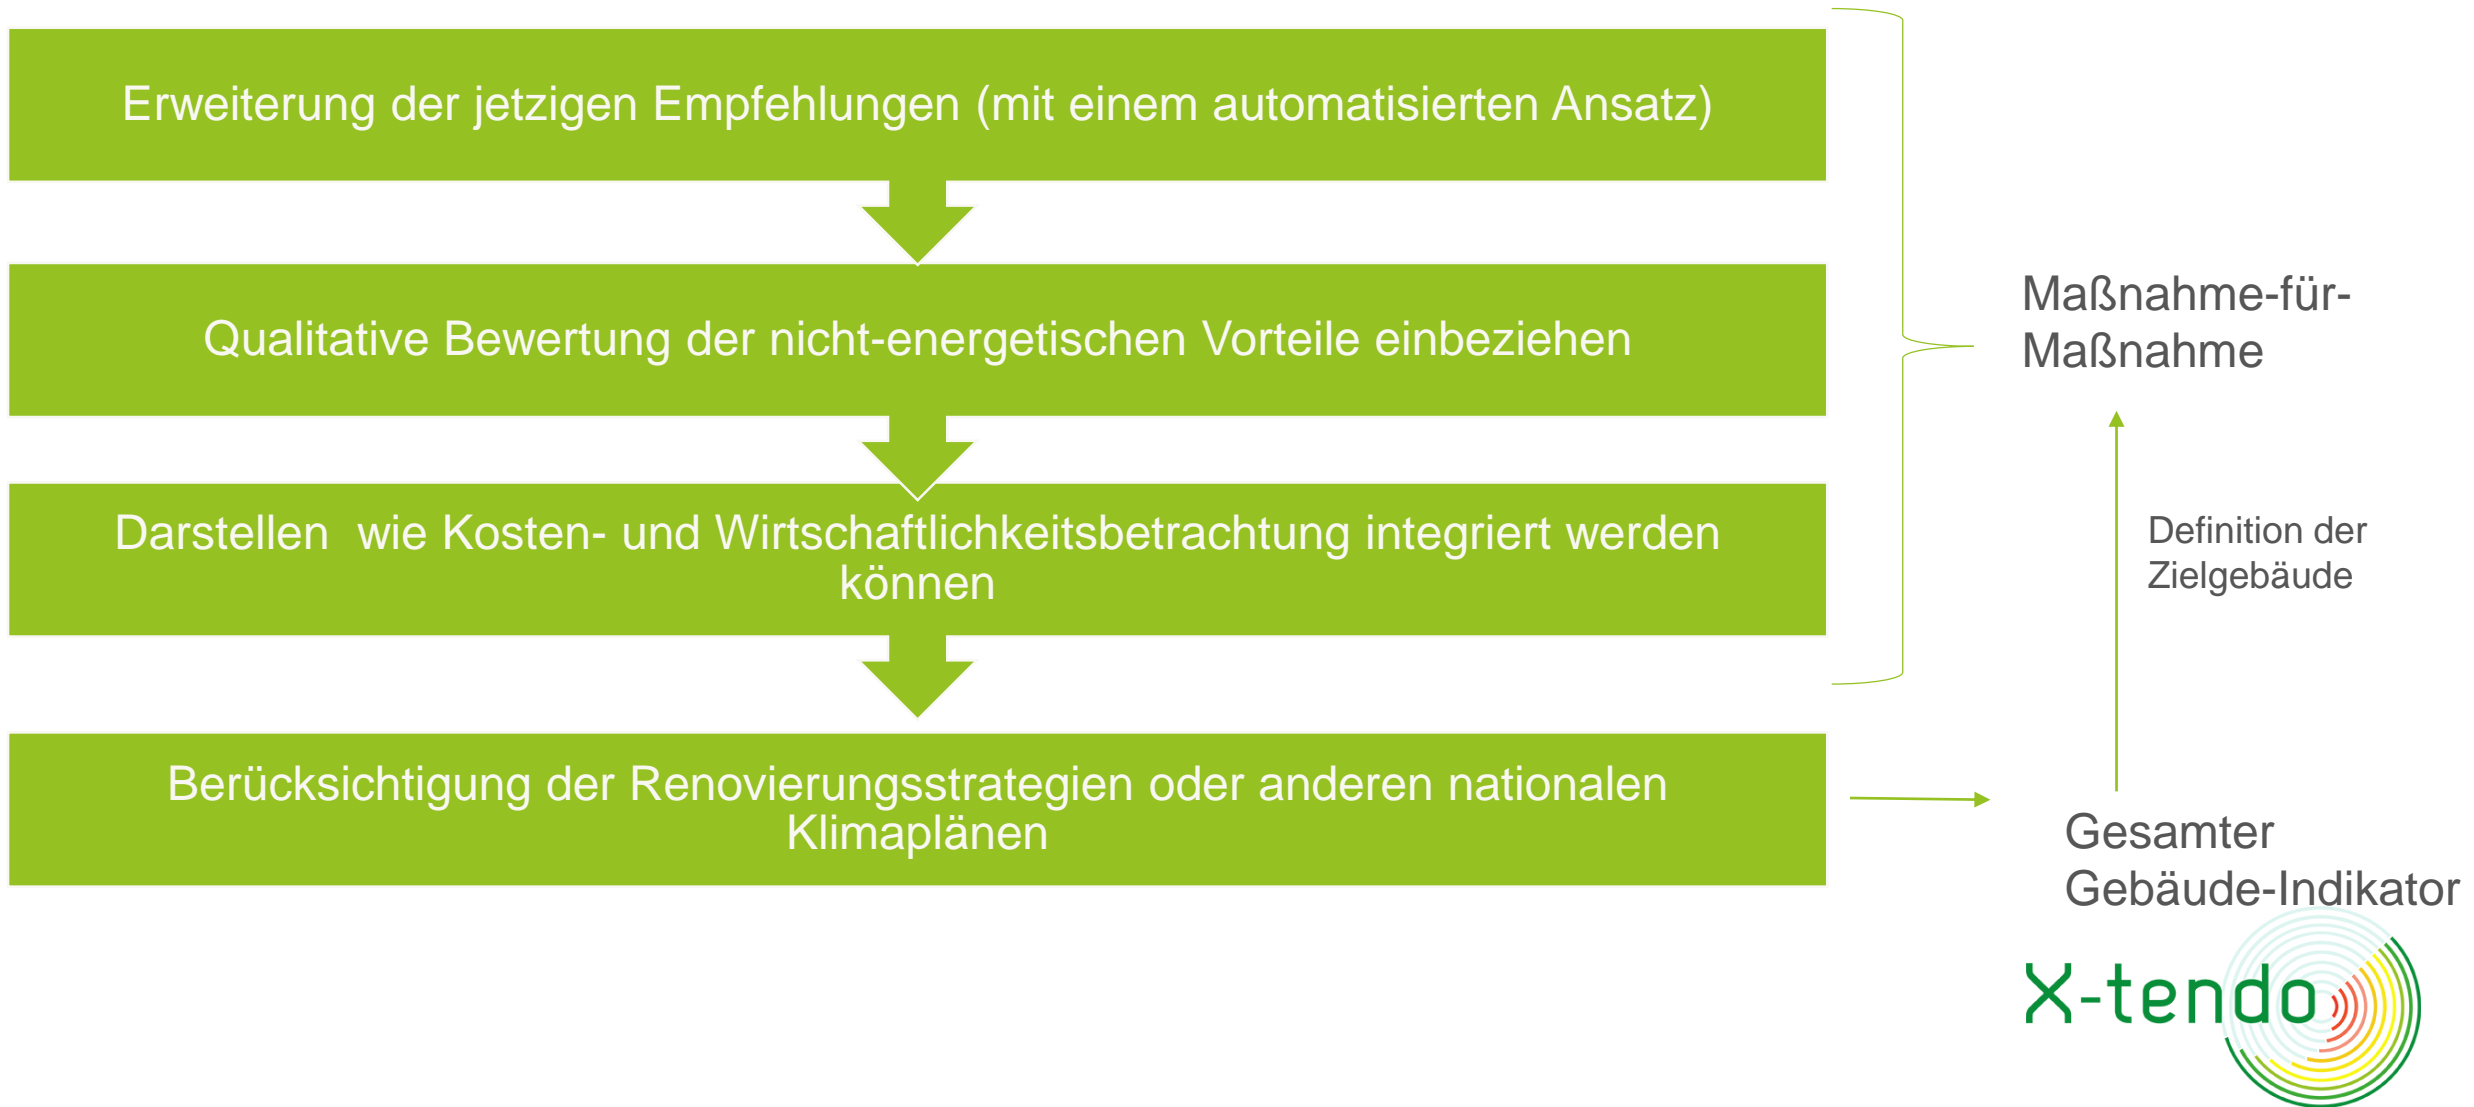 Erweiterung der jetzigen Empfehlungen (mit einem automatisierten Ansatz)
Qualitative Bewertung der nicht-energetischen Vorteile einbeziehen
Darstellen  wie Kosten- und Wirtschaftlichkeitsbetrachtung integriert werden
können
Berücksichtigung der Renovierungsstrategien oder anderen nationalen
Klimaplänen
Maßnahme-für-
Maßnahme
Definition der
Zielgebäude
Gesamter
Gebäude-Indikator
X-tendo